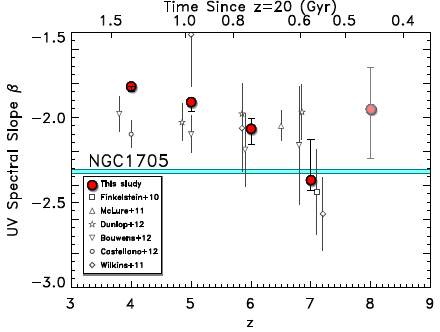 Time Since z=20 (Gyr)
1.5 1.0 0.8 0.6 0.5 0.4
UV Spectral Slope β
-1.5
-2.0
-2.5
-3.0
NGC1705
This study
Finkelstein+10
McLure+11
Dunlop+12
Bouwens+12
Castellano+12
Wilkins+11
3 4 5 6 7 8 9
z